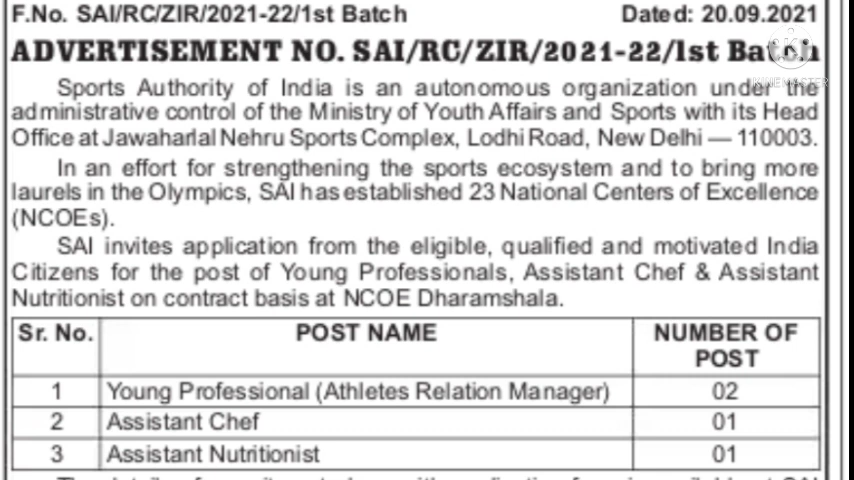 F.No. SAI/RC/ZIR/2021-22/1st Batch Dated: 20.09.2021
ADVERTISEMENT NO. SAI/RC/ZIR/2021-22/1st Batch
KINEMASTER
Sports Authority of India is an autonomous organization under the
administrative control of the Ministry of Youth Affairs and Sports with its Head
Office at Jawaharlal Nehru Sports Complex, Lodhi Road, New Delhi — 110003.
In an effort for strengthening the sports ecosystem and to bring more
laurels in the Olympics, SAI has established 23 National Centers of Excellence
(NCOEs).
SAI invites application from the eligible, qualified and motivated India
Citizens for the post of Young Professionals, Assistant Chef & Assistant
Nutritionist on contract basis at NCOE Dharamshala.
Sr. No. POST NAME NUMBER OF
POST
1 Young Professional (Athletes Relation Manager) 02
2 Assistant Chef 01
3 Assistant Nutritionist 01